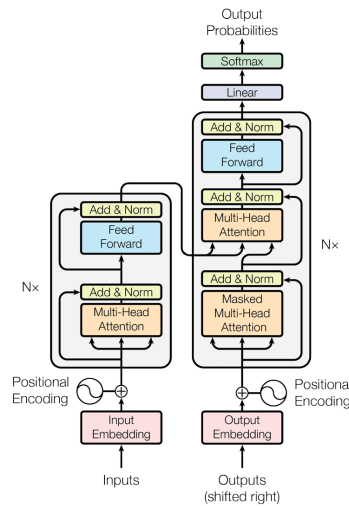 Output
Probabilities
Softmax
Linear
Add & Norm
Feed
Forward
Add & Norm
Multi-Head
Attention
Add & Norm
Masked
Multi-Head
Attention
N×
Add & Norm
Feed
Forward
Add & Norm
Multi-Head
Attention
N×
Positional
Encoding
Positional
Encoding
Input
Embedding
Output
Embedding
Inputs
Outputs
(shifted right)